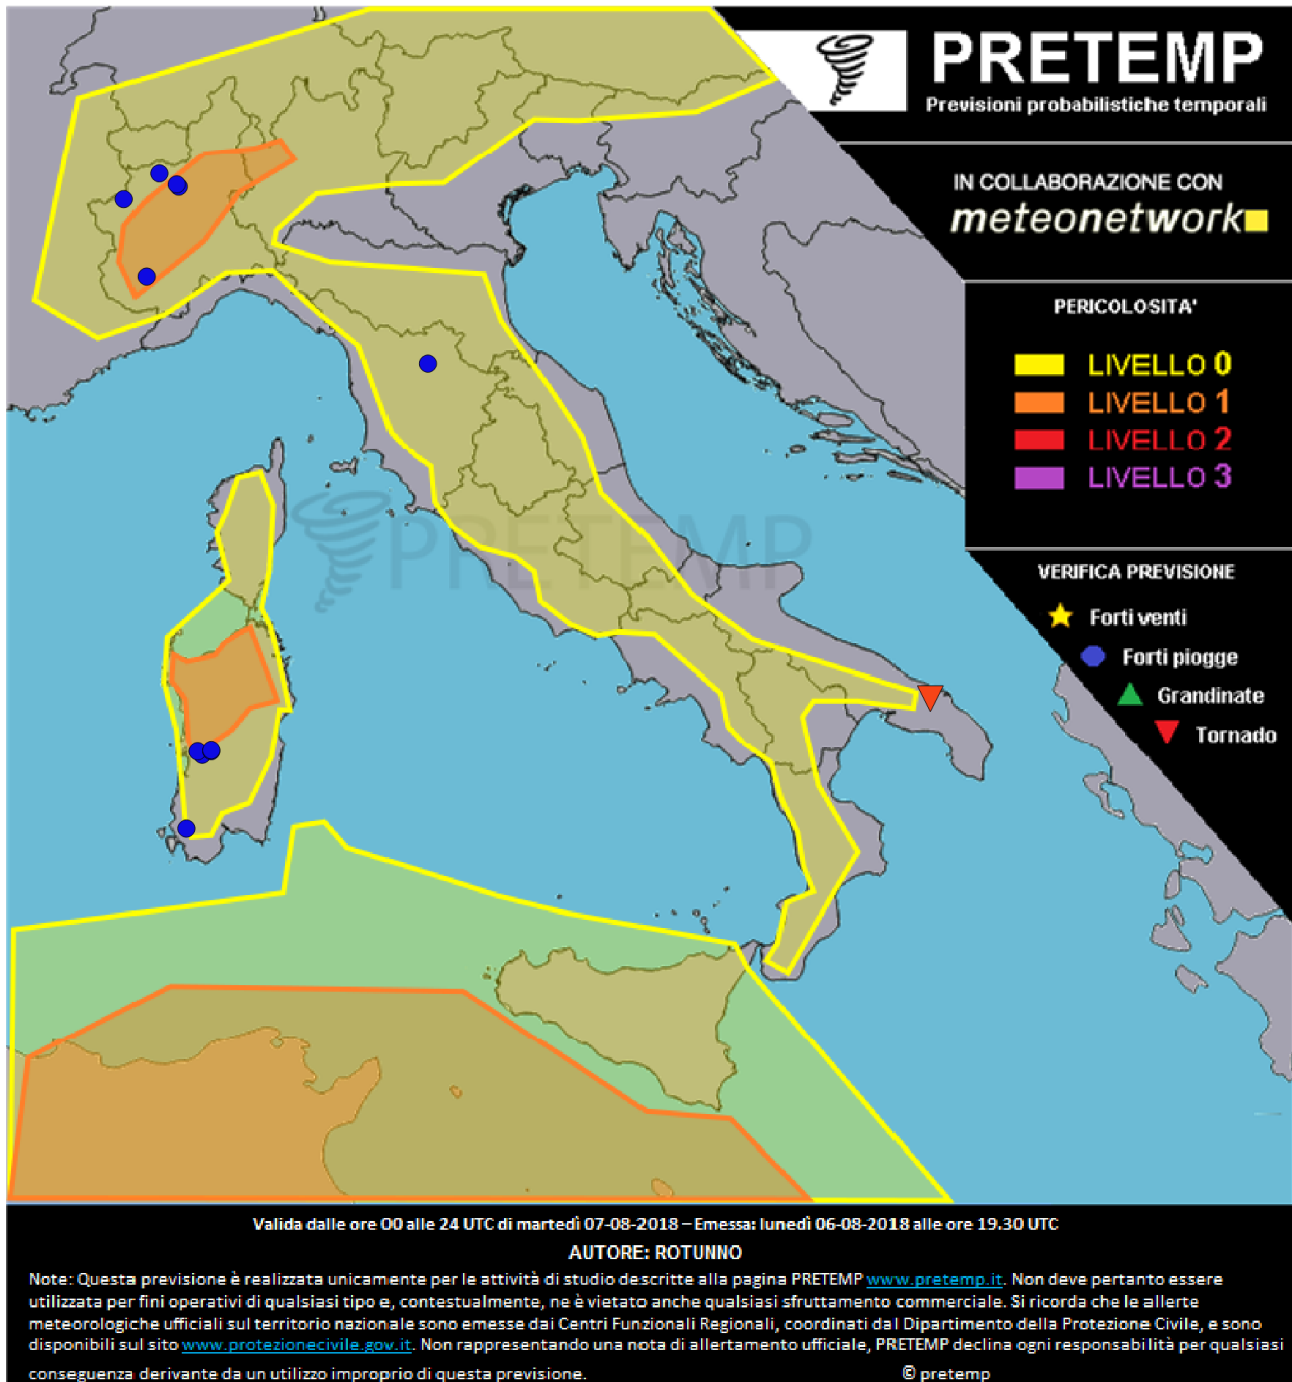 PRETEMP
Previsioni probabilistiche temporali
IN COLLABORAZIONE CON
meteonetwork
PERICOLOSITA'
LIVELLO 0
LIVELLO 1
LIVELLO 2
LIVELLO 3
PRETEMP
VERIFICA PREVISIONE
Forti venti
Forti piogge
Grandinate
Tornado
Valida dalle ore 00 alle 24 UTC di martedì 07-08-2018 – Emessa: lunedì 06-08-2018 alle ore 19.30 UTC
AUTORE: ROTUNNO
Note: Questa previsione è realizzata unicamente per le attività di studio descritte alla pagina PRETEMP www.pretemp.it. Non deve pertanto essere
utilizzata per fini operativi di qualsiasi tipo e, contestualmente, ne è vietato anche qualsiasi sfruttamento commerciale. Si ricorda che le allerte
meteorologiche ufficiali sul territorio nazionale sono emesse dai Centri Funzionali Regionali, coordinati dal Dipartimento della Protezione Civile, e sono
disponibili sul sito www.protezionecivile.gov.it. Non rappresentando una nota di allertamento ufficiale, PRETEMP declina ogni responsabilità per qualsiasi
conseguenza derivante da un utilizzo improprio di questa previsione. © pretemp